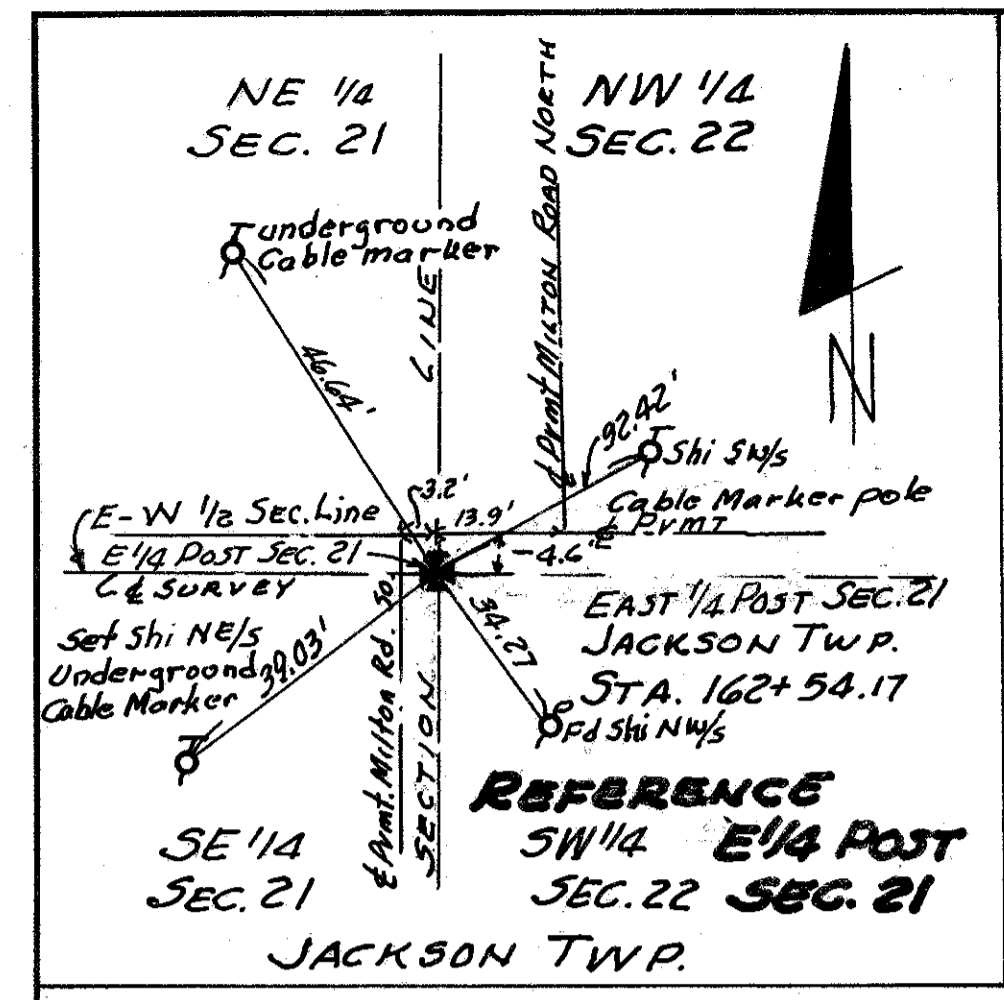 NE 1/4
SEC. 21
NW 1/4
SEC. 22
underground
Cable marker
LINE
Pvmt Milton ROAD NORTH
N
46.64'
92.42'
Shi SW/s
Cable Marker pole
3.2'
13.9'
E-W 1/2 Sec. Line
Pvmt
E 1/4 POST SEC. 21
4.6'
SURVEY
Set Shi NE/s
Underground
Cable Marker
39.03'
34.27
EAST 1/4 POST SEC. 21
JACKSON TWP.
STA. 162+54.17
Fd Shi NW/s
℄ Pvmt. Milton Rd. So.
SECTION
REFERENCE
E 1/4 POST
SEC. 21
SE 1/4
SEC. 21
SW 1/4
SEC. 22
JACKSON TWP.